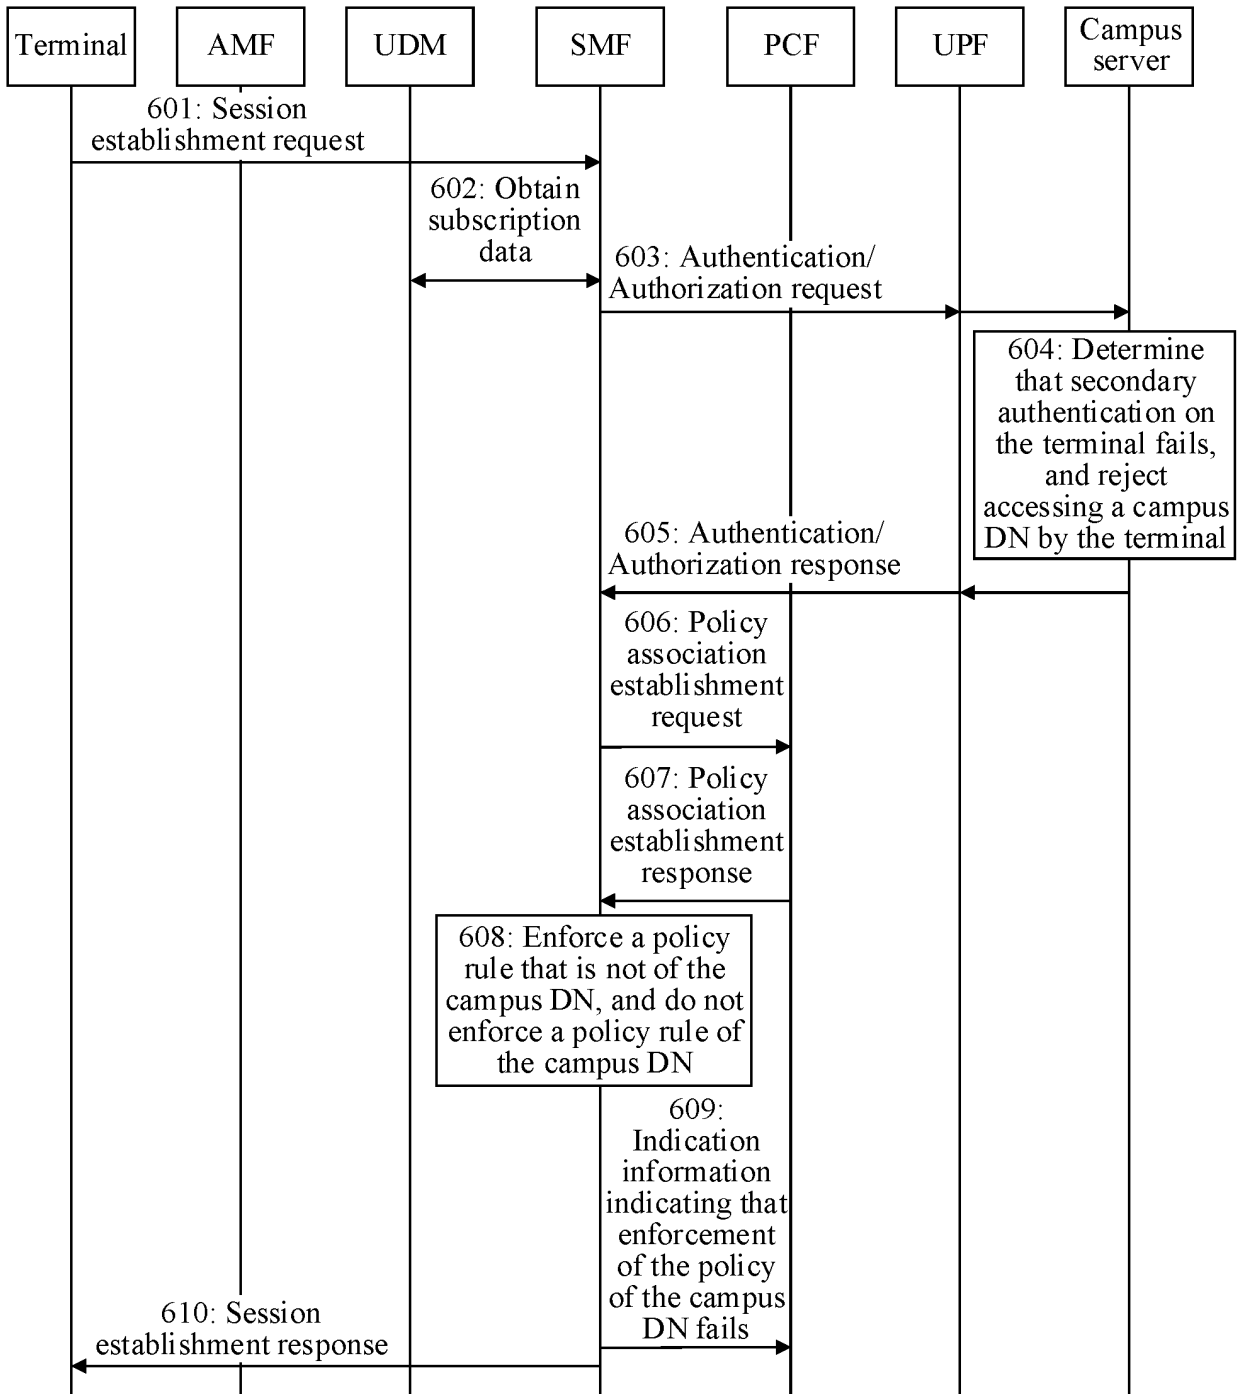 Terminal
AMF
UDM
SMF
PCF
UPF
Campus
server
601: Session
establishment request
602: Obtain
subscription
data
603: Authentication/
Authorization request
604: Determine
that secondary
authentication on
the terminal fails,
and reject
accessing a campus
DN by the terminal
605: Authentication/
Authorization response
606: Policy
association
establishment
request
607: Policy
association
establishment
response
608: Enforce a policy
rule that is not of the
campus DN, and do not
enforce a policy rule of
the campus DN
609:
Indication
information
indicating that
enforcement
of the policy
of the campus
DN fails
610: Session
establishment response